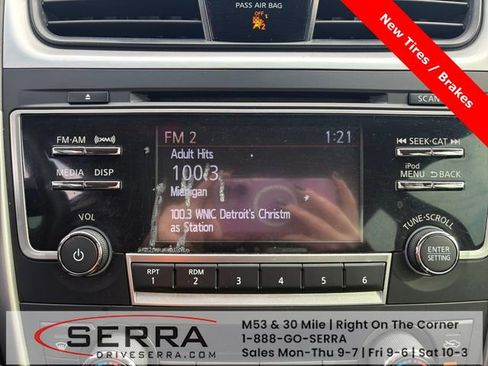 PASS AIR BAG
OFF
New Tires / Brakes
SCAN
FM·AM
FM 2
1:21
SEEK·CAT
Adult Hits
100.3
Michigan
100.3 WNIC Detroit's Christm
as Station
MEDIA DISP
iPod
MENU BACK
VOL
TUNE·SCROLL
ENTER
SETTING
RPT
1
RDM
2
3
4
5
6
SERRA
DRIVESERRA.COM
M53 & 30 Mile | Right On The Corner
1-888-GO-SERRA
Sales Mon-Thu 9-7 | Fri 9-6 | Sat 10-3